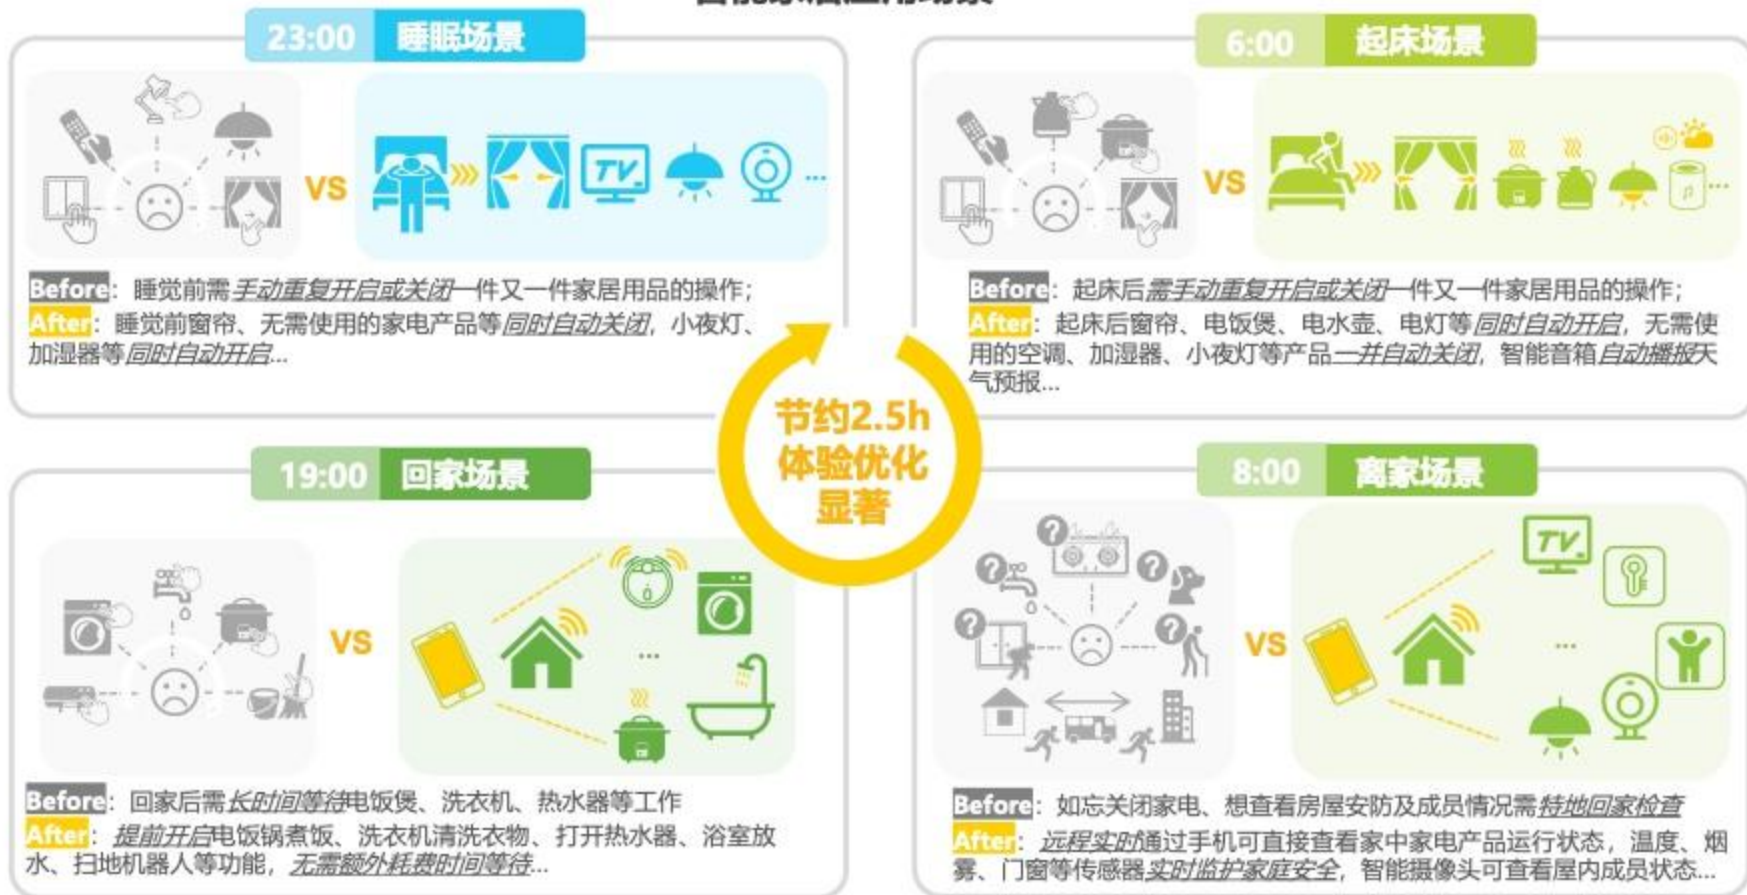 23:00 睡眠场景
VS
TV
...
Before：睡觉前需手动重复开启或关闭一件又一件家居用品的操作；
After：睡觉前窗帘、无需使用的家电产品等同时自动关闭，小夜灯、
加湿器等同时自动开启...
6:00 起床场景
VS
...
Before：起床后需手动重复开启或关闭一件又一件家居用品的操作；
After：起床后窗帘、电饭煲、电水壶、电灯等同时自动开启，无需使
用的空调、加湿器、小夜灯等产品一并自动关闭，智能音箱自动播报天
气预报...
节约2.5h
体验优化
显著
19:00 回家场景
VS
...
Before：回家后需长时间等待电饭煲、洗衣机、热水器等工作
After：提前开启电饭锅煮饭、洗衣机清洗衣物、打开热水器、浴室放
水、扫地机器人等功能，无需额外耗费时间等待...
8:00 离家场景
?
?
?
?
?
VS
TV
...
Before：如忘关闭家电、想查看房屋安防及成员情况需特地回家检查
After：远程实时通过手机可直接查看家中家电产品运行状态，温度、烟
雾、门窗等传感器实时监护家庭安全，智能摄像头可查看屋内成员状态...